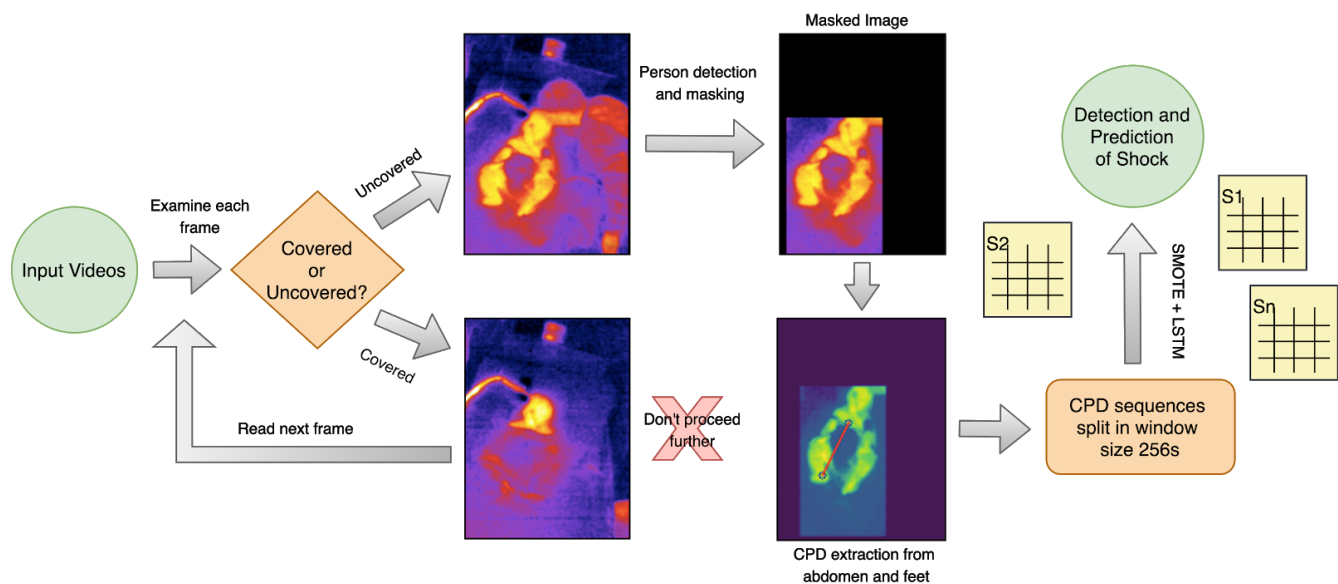 Input Videos
Examine each
frame
Covered
or
Uncovered?
Uncovered
Covered
Read next frame
Person detection
and masking
Don't proceed
further
Masked Image
CPD extraction from
abdomen and feet
CPD sequences
split in window
size 256s
SMOTE + LSTM
S2
S1
Sn
Detection and
Prediction
of Shock